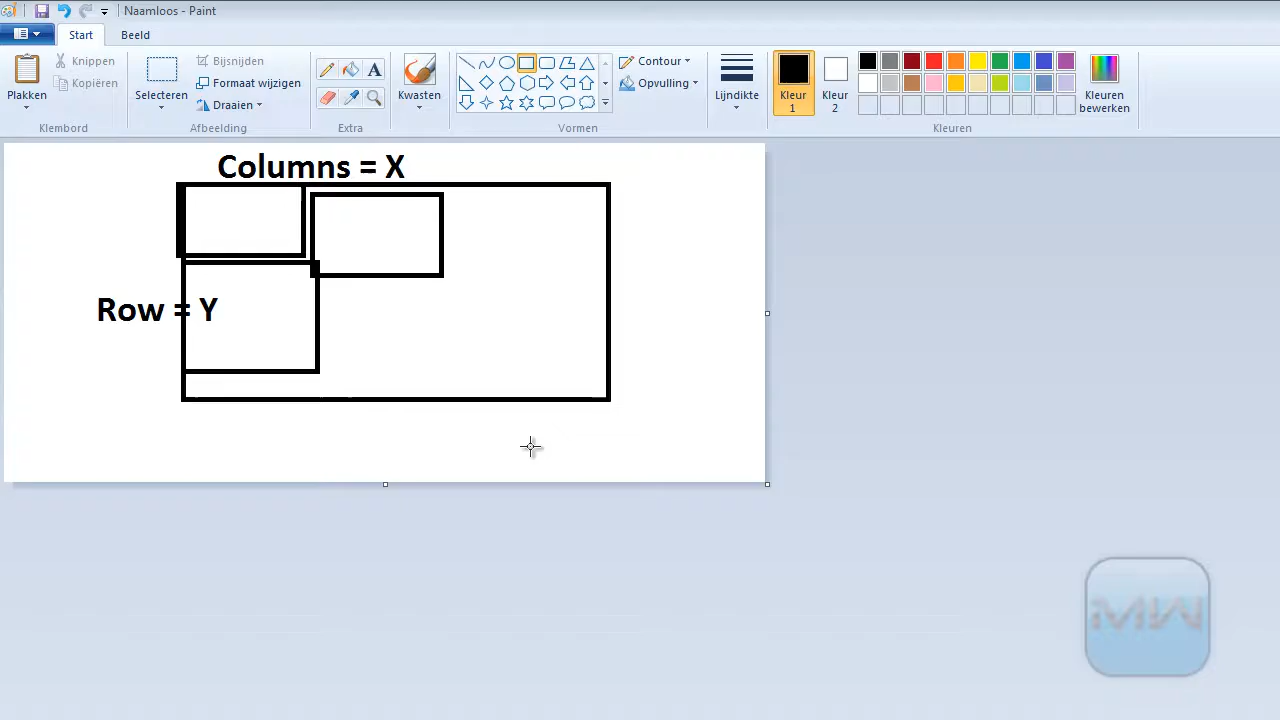 Naamloos - Paint
Start Beeld
Plakken
Knippen
Kopiëren
Klembord
Selecteren
Bijsnijden
Formaat wijzigen
Draaien
Afbeelding
Extra
Kwasten
Vormen
Contour
Opvulling
Lijndikte
Kleur
1
Kleur
2
Kleuren
bewerken
Kleuren
Columns = X
Row = Y
MW